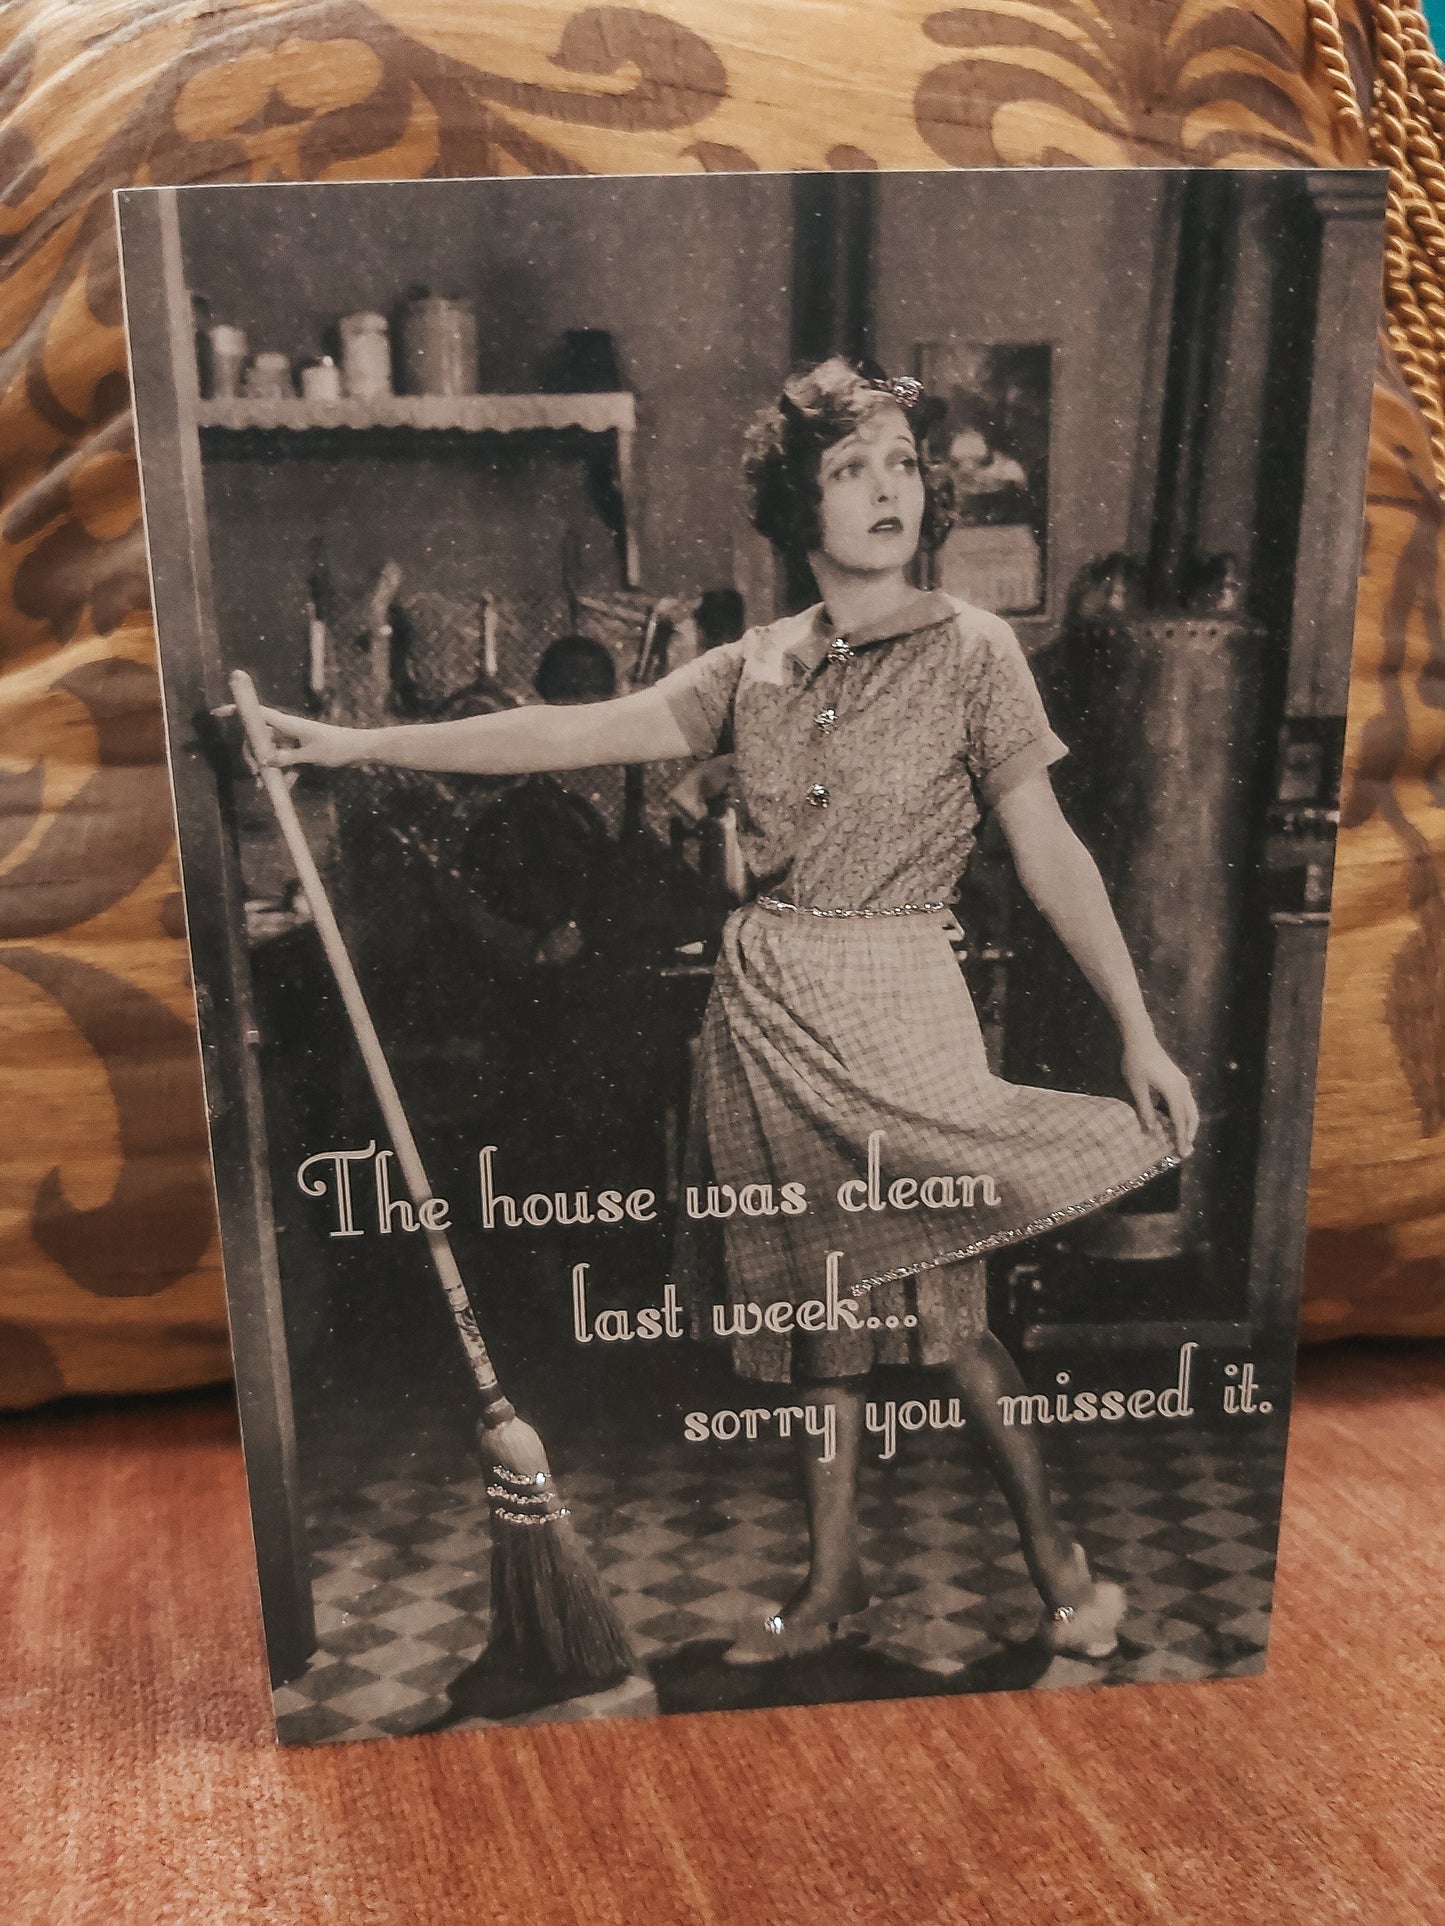 The house was clean
last week...
sorry you missed it.